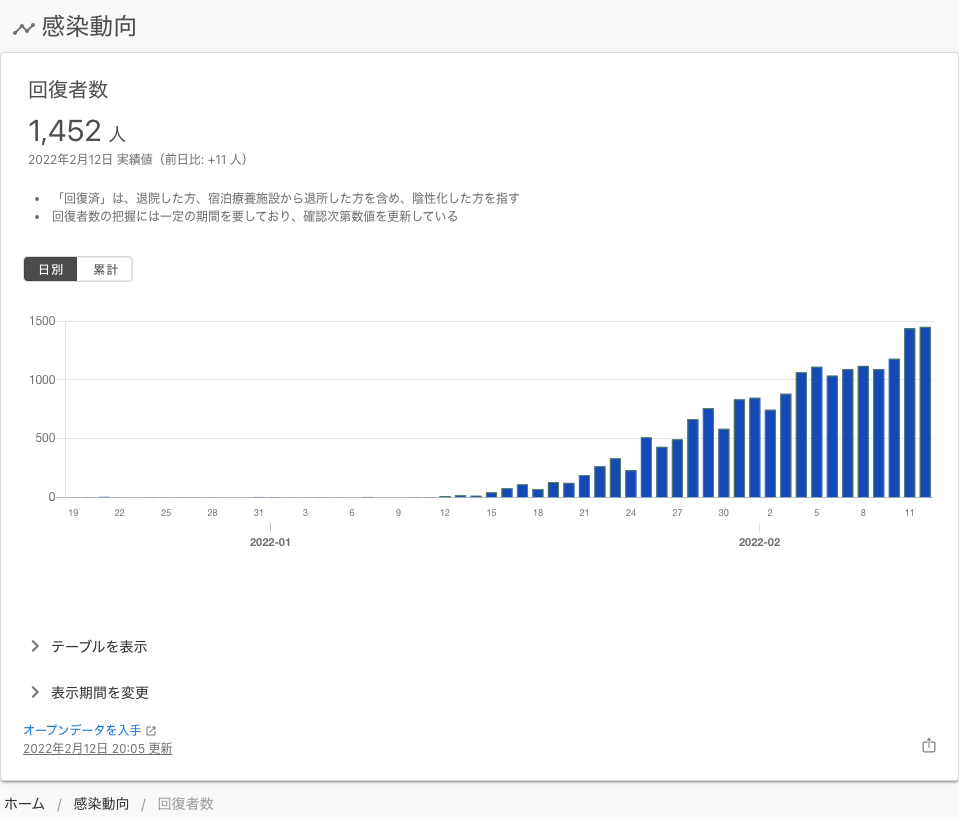 感染動向
回復者数
1,452 人
2022年2月12日 実績値（前日比: +11 人）
• 「回復済」は、退院した方、宿泊療養施設から退所した方を含め、陰性化した方を指す
• 回復者数の把握には一定の期間を要しており、確認次第数値を更新している
日別 累計
1500
1000
500
0
19 22 25 28 31 3 6 9 12 15 18 21 24 27 30 2 5 8 11
2022-01 2022-02
テーブルを表示
表示期間を変更
オープンデータを入手
2022年2月12日 20:05 更新
ホーム / 感染動向 / 回復者数